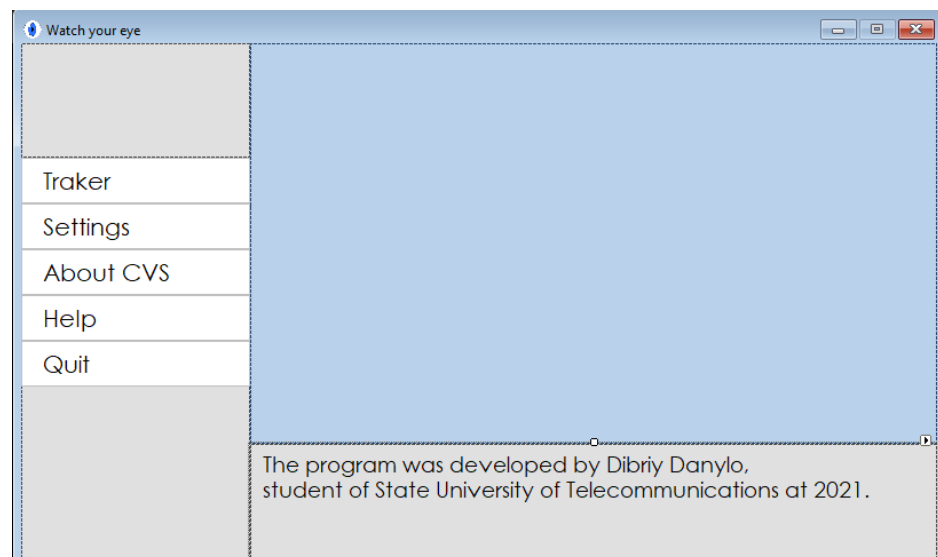 Watch your eye
Traker
Settings
About CVS
Help
Quit
The program was developed by Dibriy Danylo,
student of State University of Telecommunications at 2021.